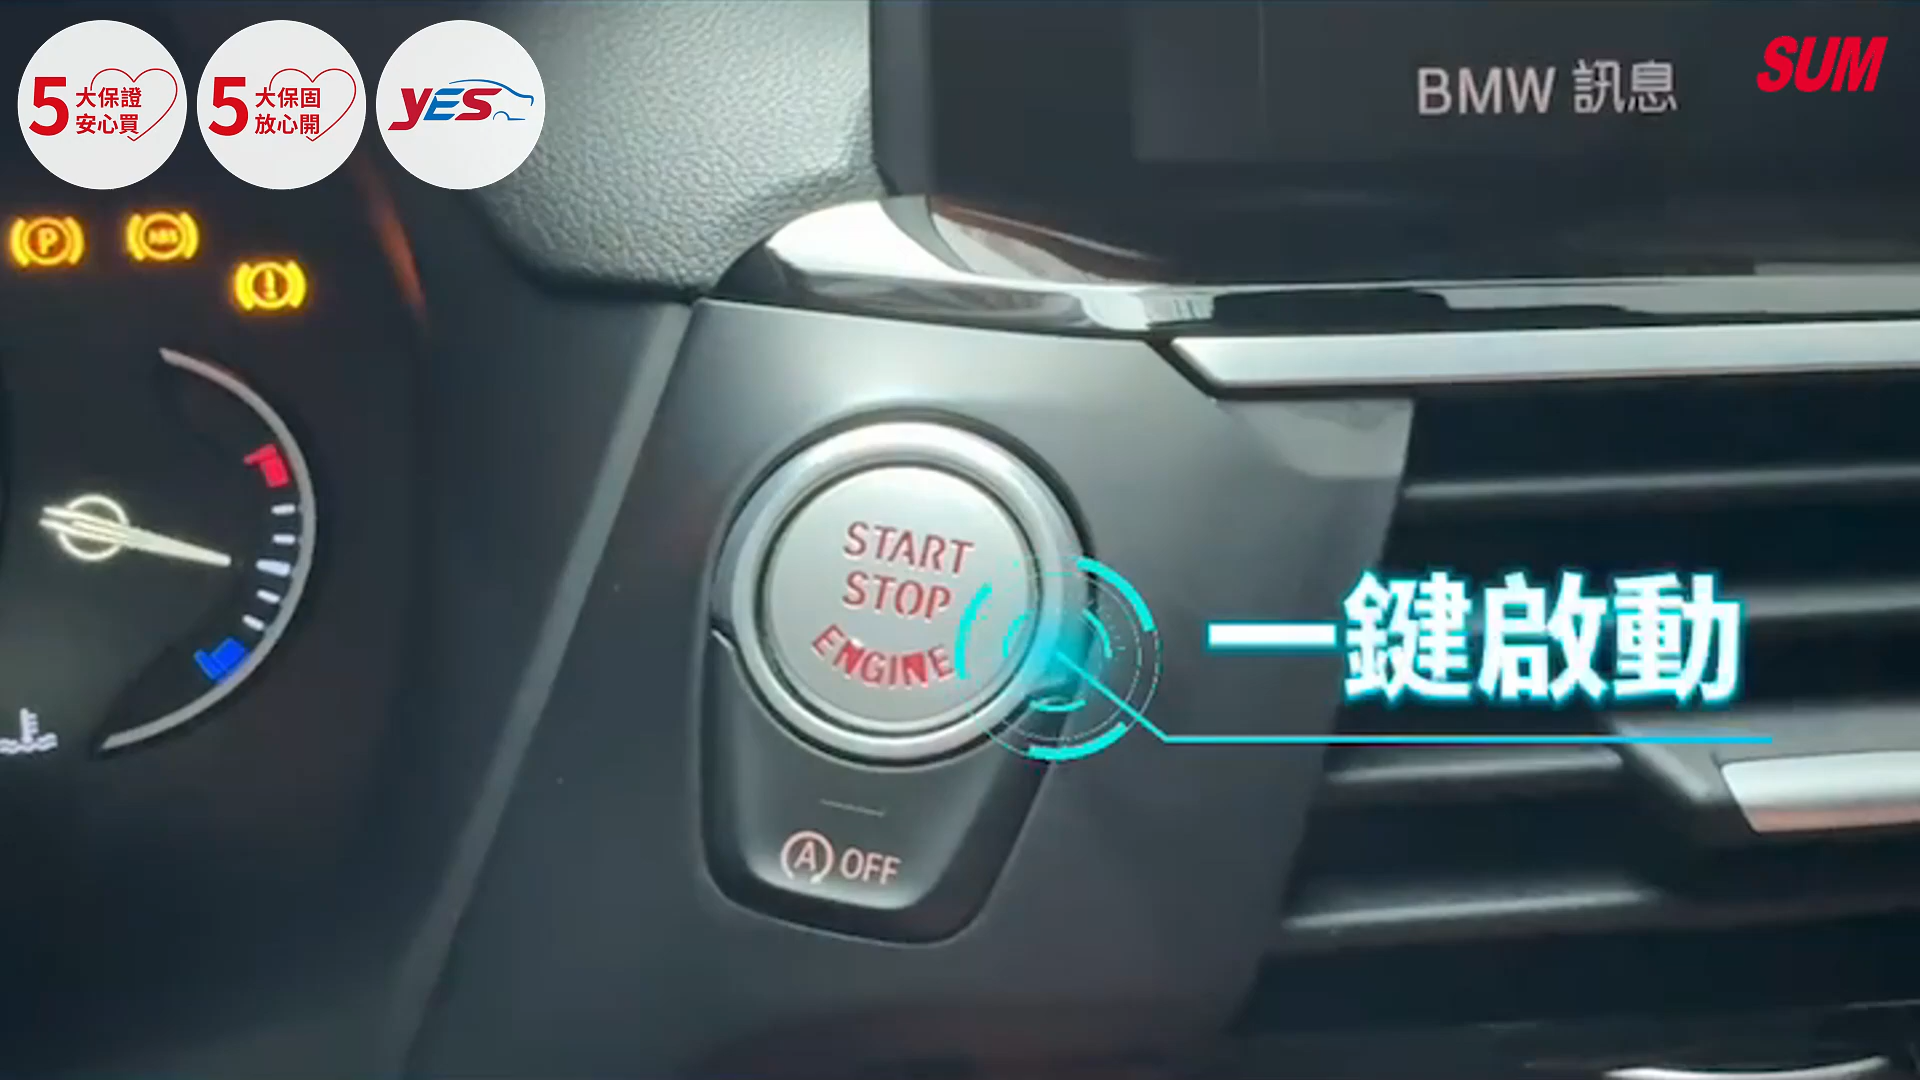 5大保證
安心買
5大保固
放心開
YES
BMW 訊息
SUM
P
ABS
START
STOP
ENGINE
一鍵啟動
A OFF